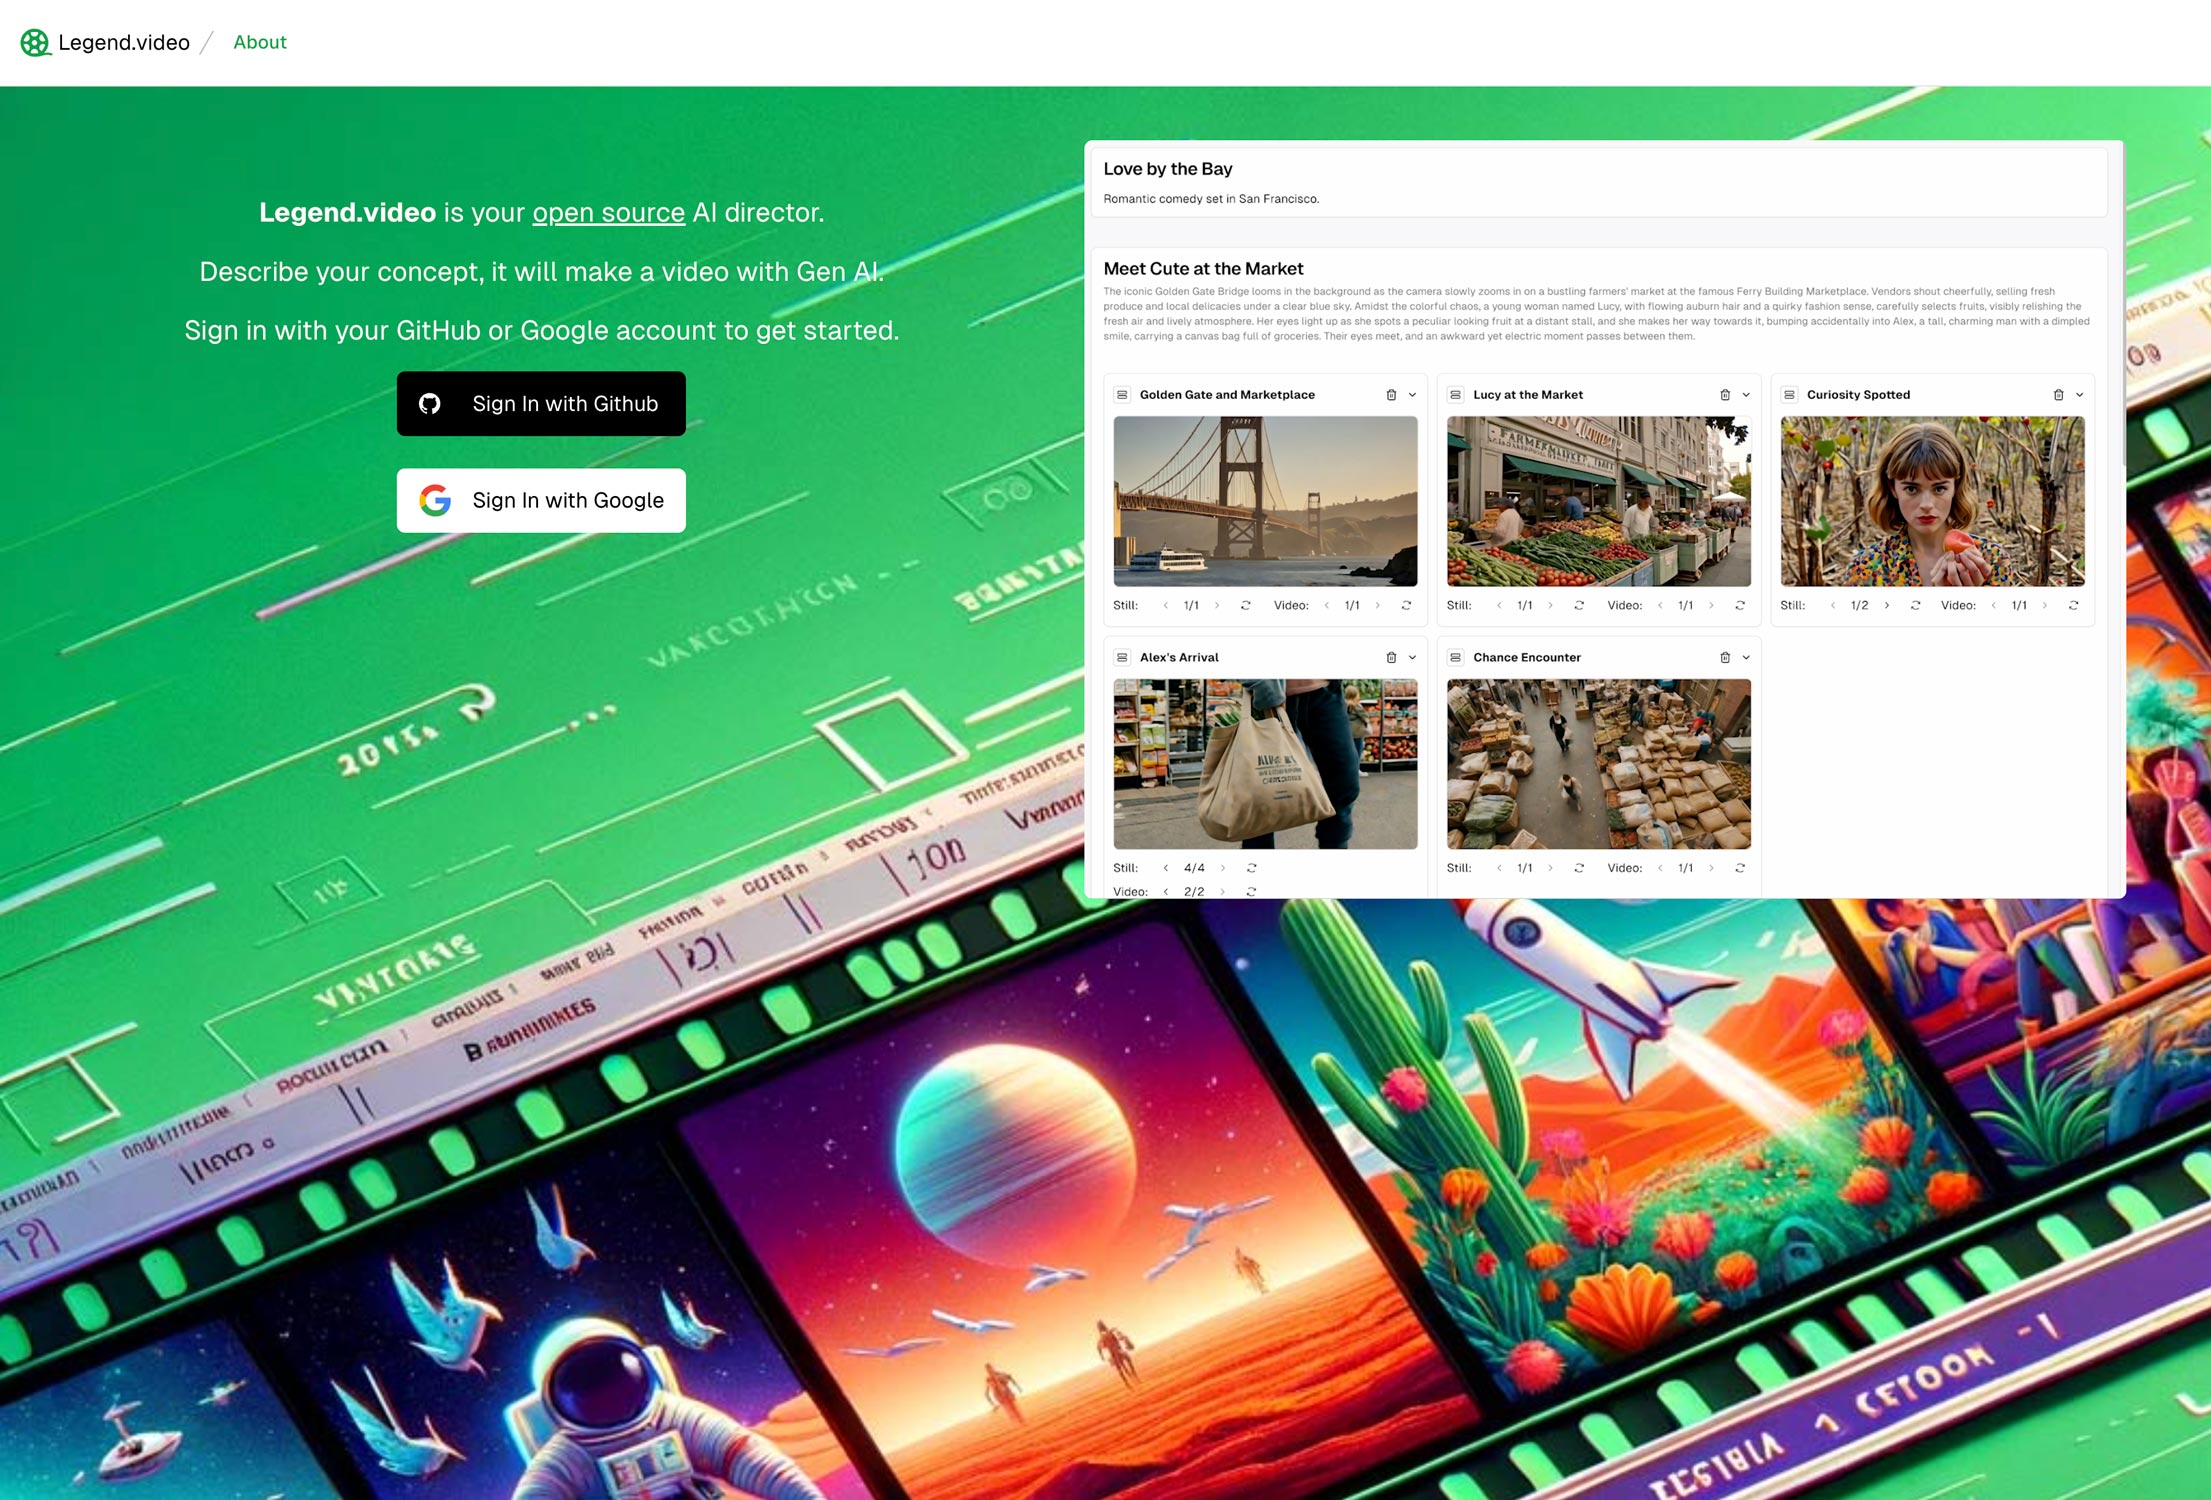 Legend.video / About
Legend.video is your open source AI director.
Describe your concept, it will make a video with Gen AI.
Sign in with your GitHub or Google account to get started.
Sign In with Github
Sign In with Google
Love by the Bay
Romantic comedy set in San Francisco.
Meet Cute at the Market
The iconic Golden Gate Bridge looms in the background as the camera slowly zooms in on a bustling farmers' market at the famous Ferry Building Marketplace. Vendors shout cheerfully, selling fresh
produce and local delicacies under a clear blue sky. Amidst the colorful chaos, a young woman named Lucy, with flowing auburn hair and a quirky fashion sense, carefully selects fruits, visibly relishing the
fresh air and lively atmosphere. Her eyes light up as she spots a peculiar looking fruit at a distant stall, and she makes her way towards it, bumping accidentally into Alex, a tall, charming man with a dimpled
smile, carrying a canvas bag full of groceries. Their eyes meet, and an awkward yet electric moment passes between them.
Golden Gate and Marketplace
Still: < 1/1 > Video: < 1/1 >
Lucy at the Market
Still: < 1/1 > Video: < 1/1 >
Curiosity Spotted
Still: < 1/2 > Video: < 1/1 >
Alex's Arrival
Still: < 4/4 >
Video: < 2/2 >
Chance Encounter
Still: < 1/1 > Video: < 1/1 >